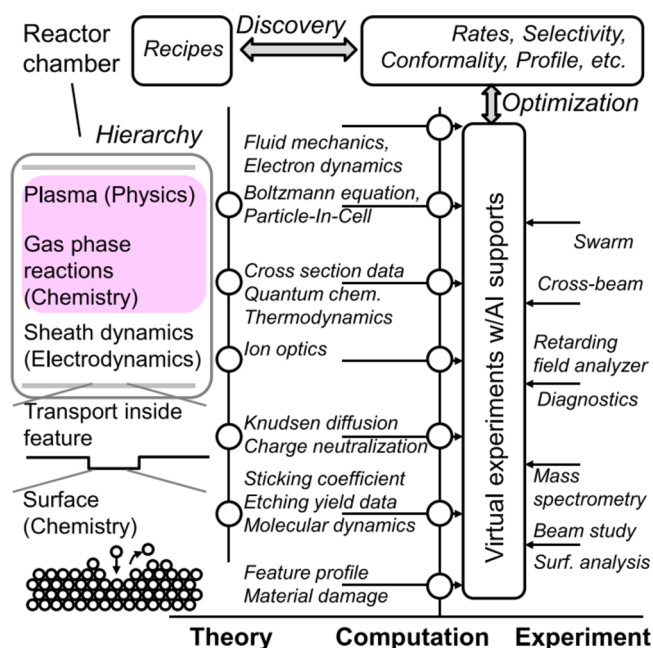 Reactor
chamber
Recipes
Discovery
Rates, Selectivity,
Conformality, Profile, etc.
Optimization
Hierarchy
Plasma (Physics)
Gas phase
reactions
(Chemistry)
Sheath dynamics
(Electrodynamics)
Transport inside
feature
Surface
(Chemistry)
Fluid mechanics,
Electron dynamics
Boltzmann equation,
Particle-In-Cell
Cross section data
Quantum chem.
Thermodynamics
Ion optics
Knudsen diffusion
Charge neutralization
Sticking coefficient
Etching yield data
Molecular dynamics
Feature profile
Material damage
Virtual experiments w/AI supports
Swarm
Cross-beam
Retarding
field analyzer
Diagnostics
Mass
spectrometry
Beam study
Surf. analysis
Theory
Computation
Experiment